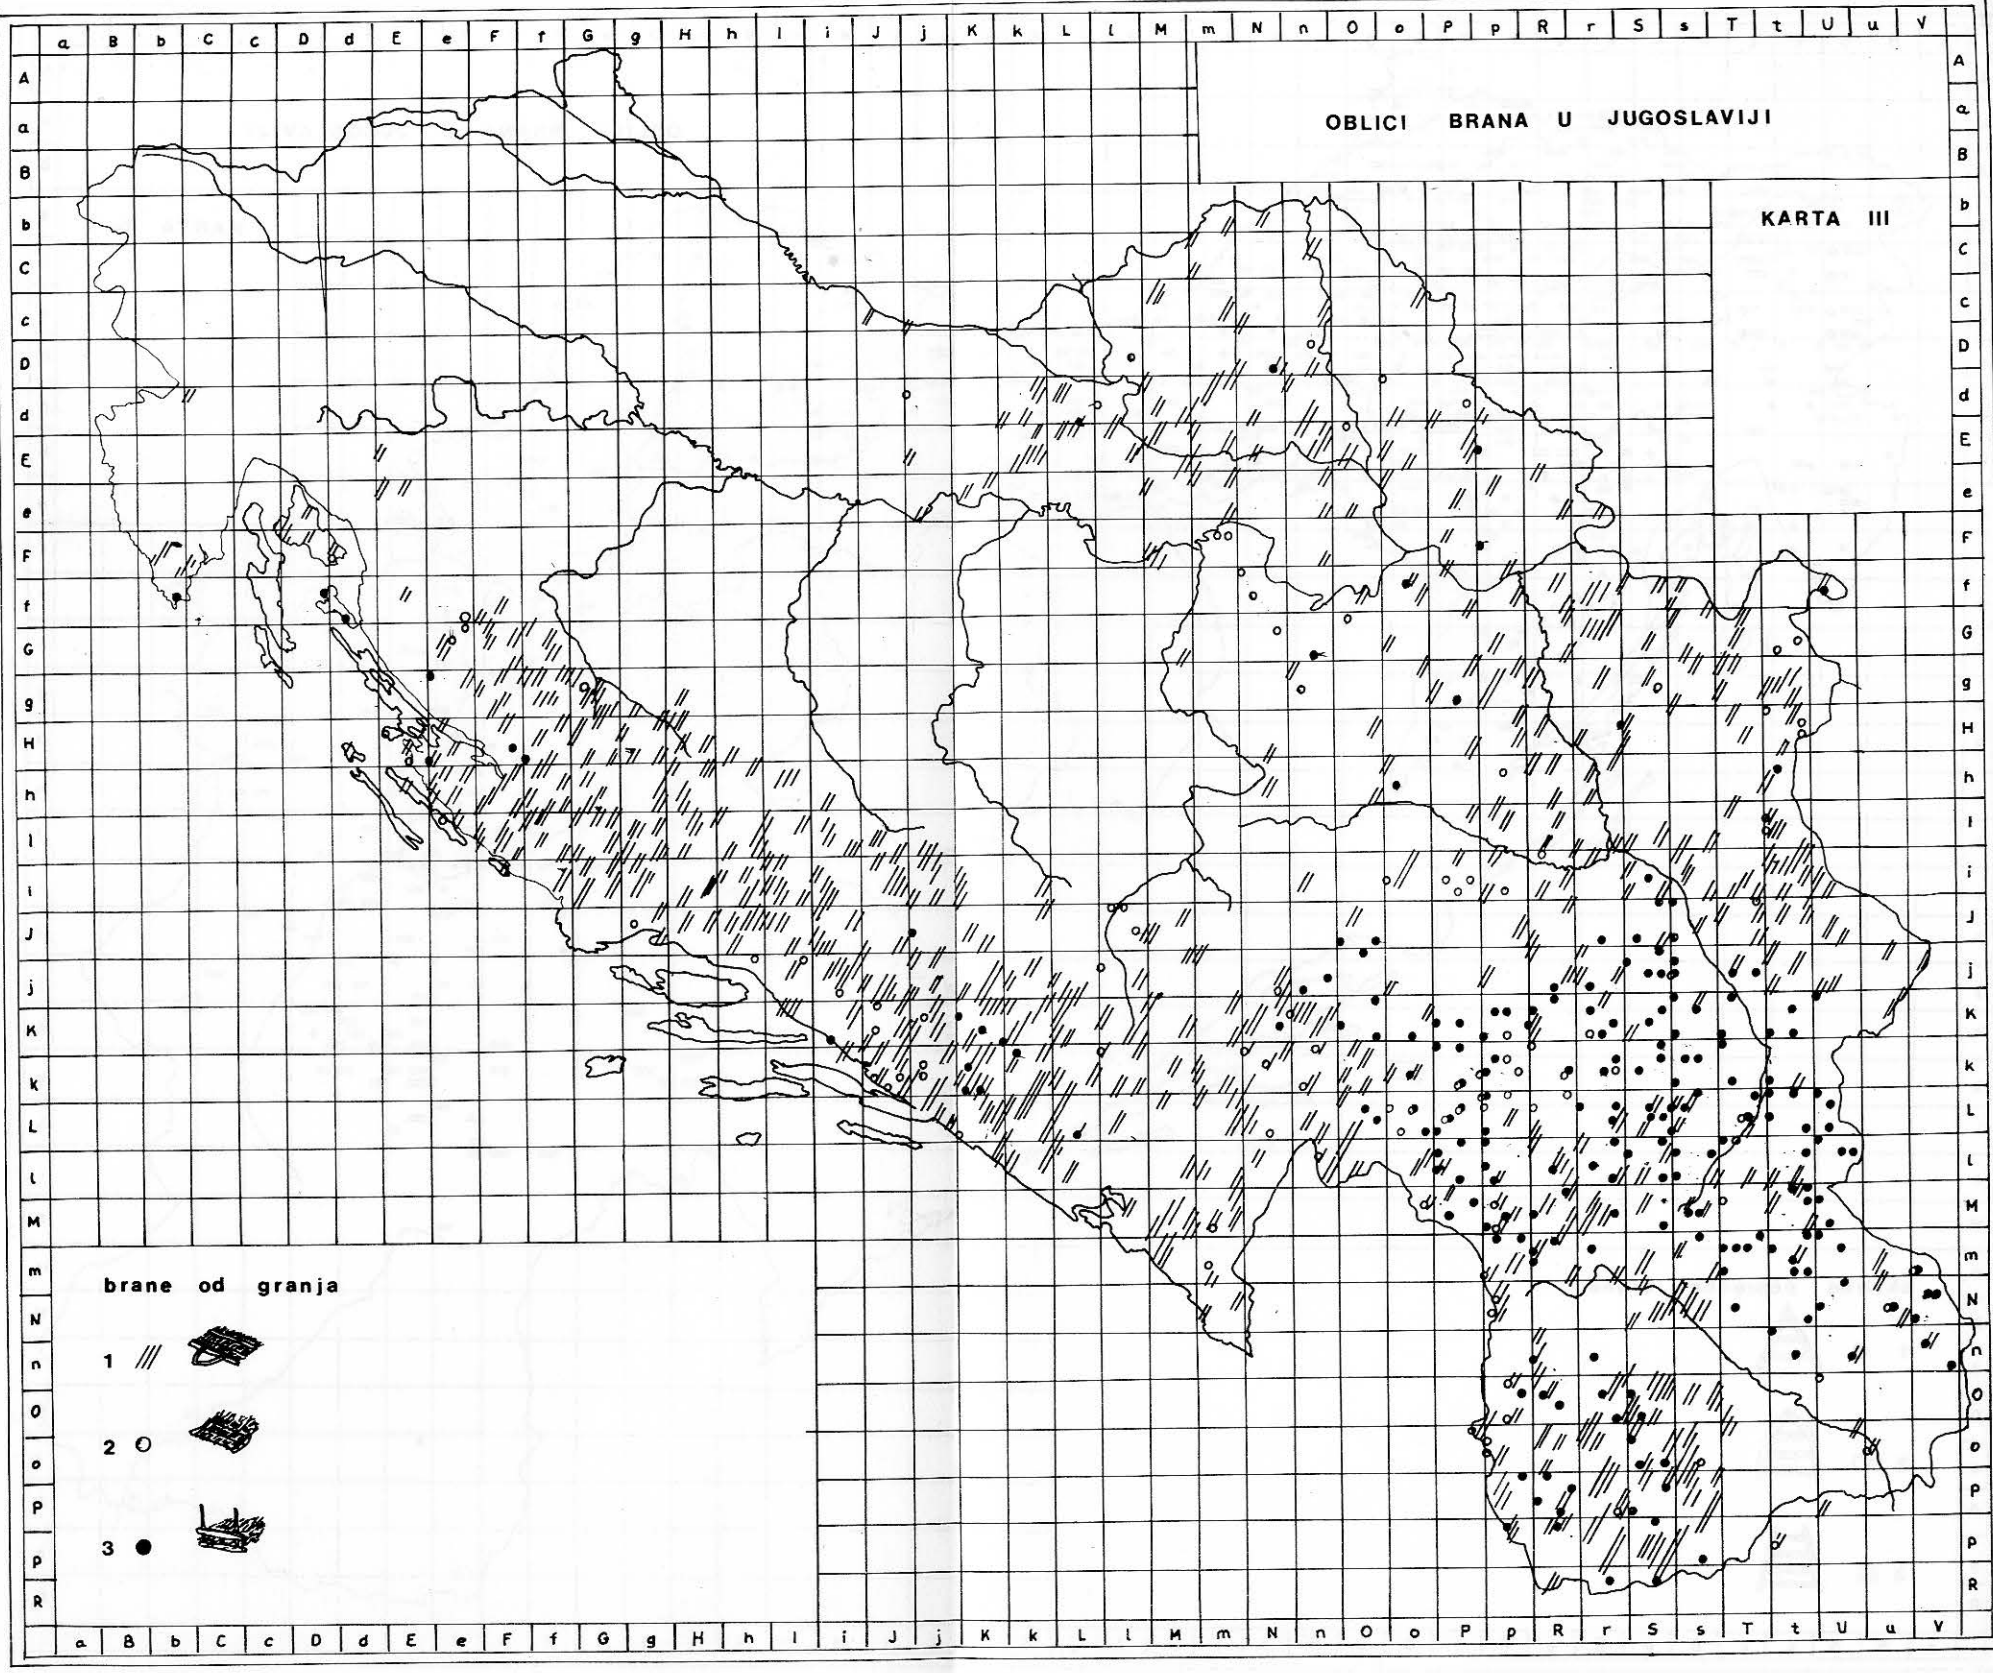 a B b C c D d E e F f G g H h I i J j K k L l M m N n O o P p R r S s T t U u V
A A
a a
B B
b b
C C
c c
D D
d d
E E
e e
F F
f f
G G
g g
H H
h h
I I
i i
J J
j j
K K
k k
L L
l l
M M
m m
N N
n n
O O
o o
P P
p p
R R
OBLICI BRANA U JUGOSLAVIJI
KARTA III
brane od granja
1
2
3
a B b C c D d E e F f G g H h I i J j K k L l M m N n O o P p R r S s T t U u V